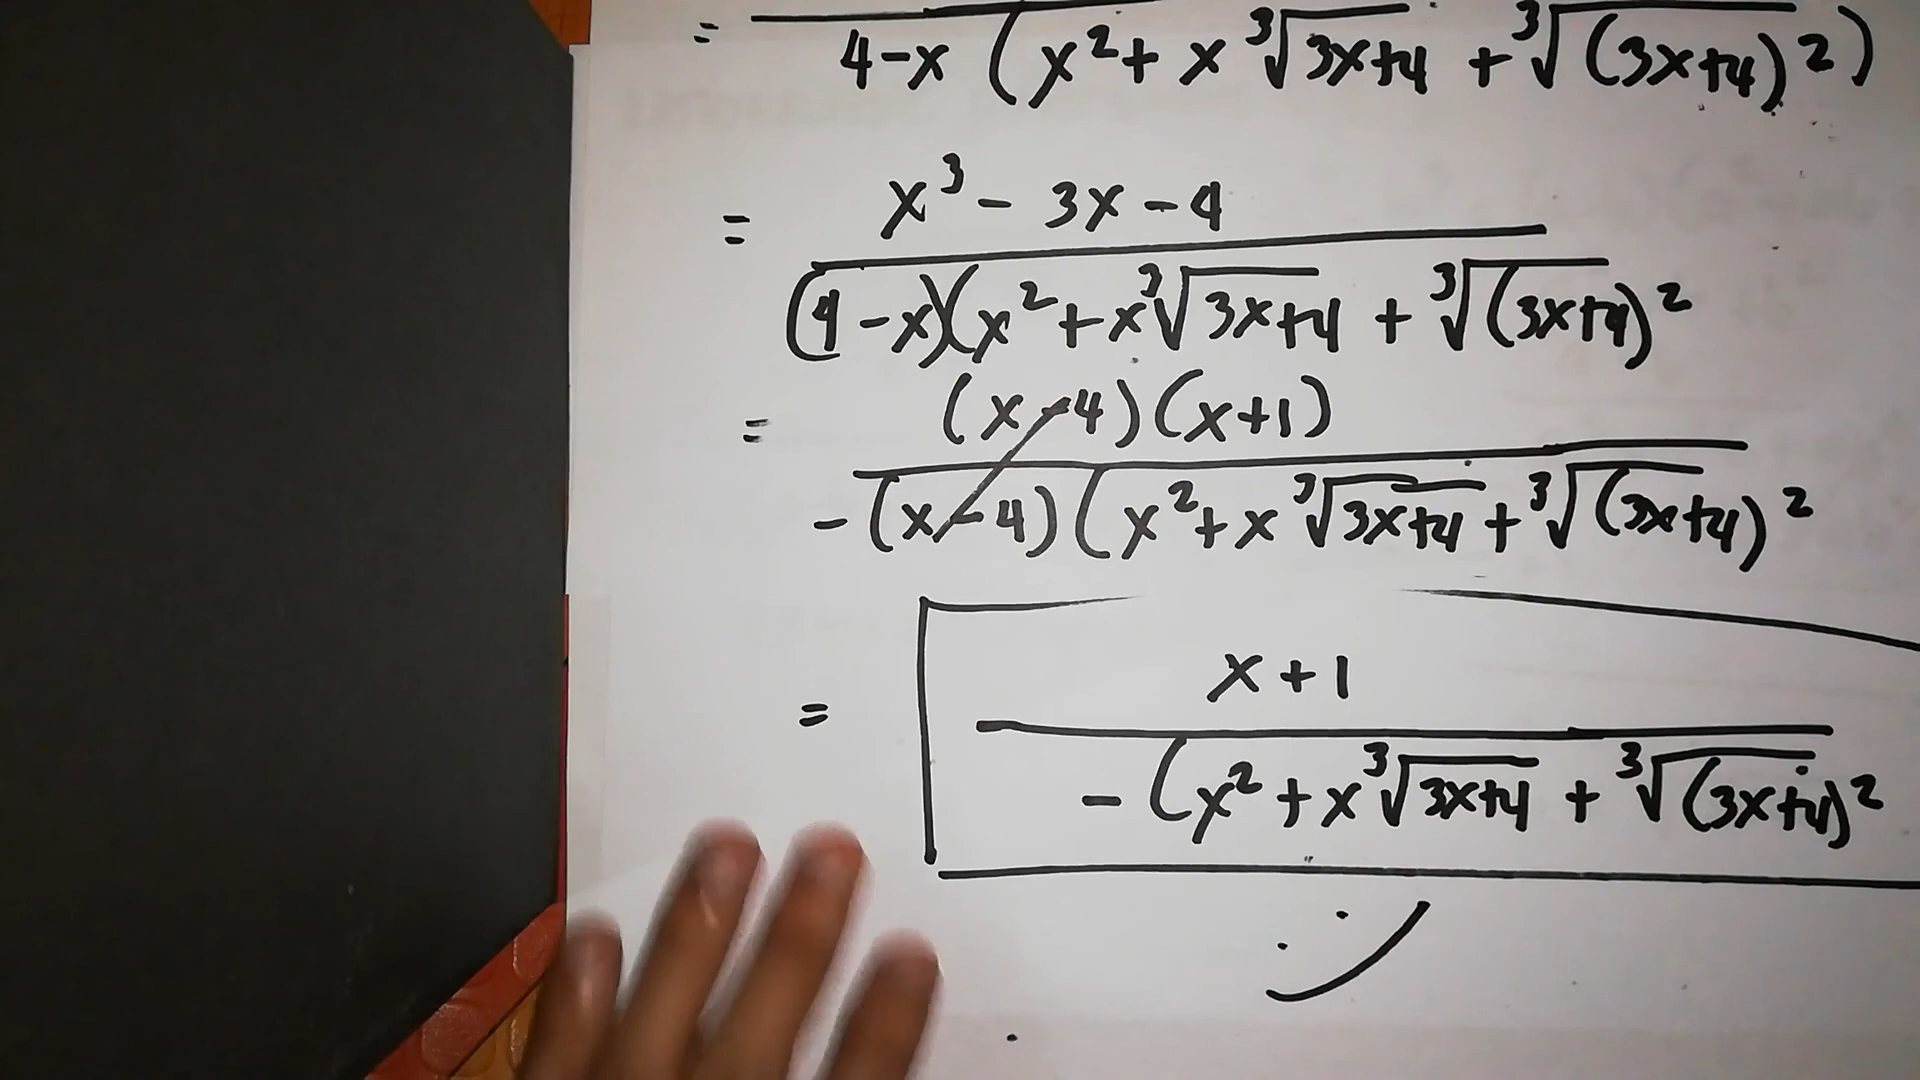 =
4-x (x²+ x ∛3x+4 + ∛(3x+4)²)
x³ - 3x - 4
=
(4-x)(x²+x∛3x+4 + ∛(3x+4)²
(x-4)(x+1)
=
-(x-4)(x²+x ∛3x+4 + ∛(3x+4)²
x+1
=
-(x²+x∛3x+4 + ∛(3x+4)²